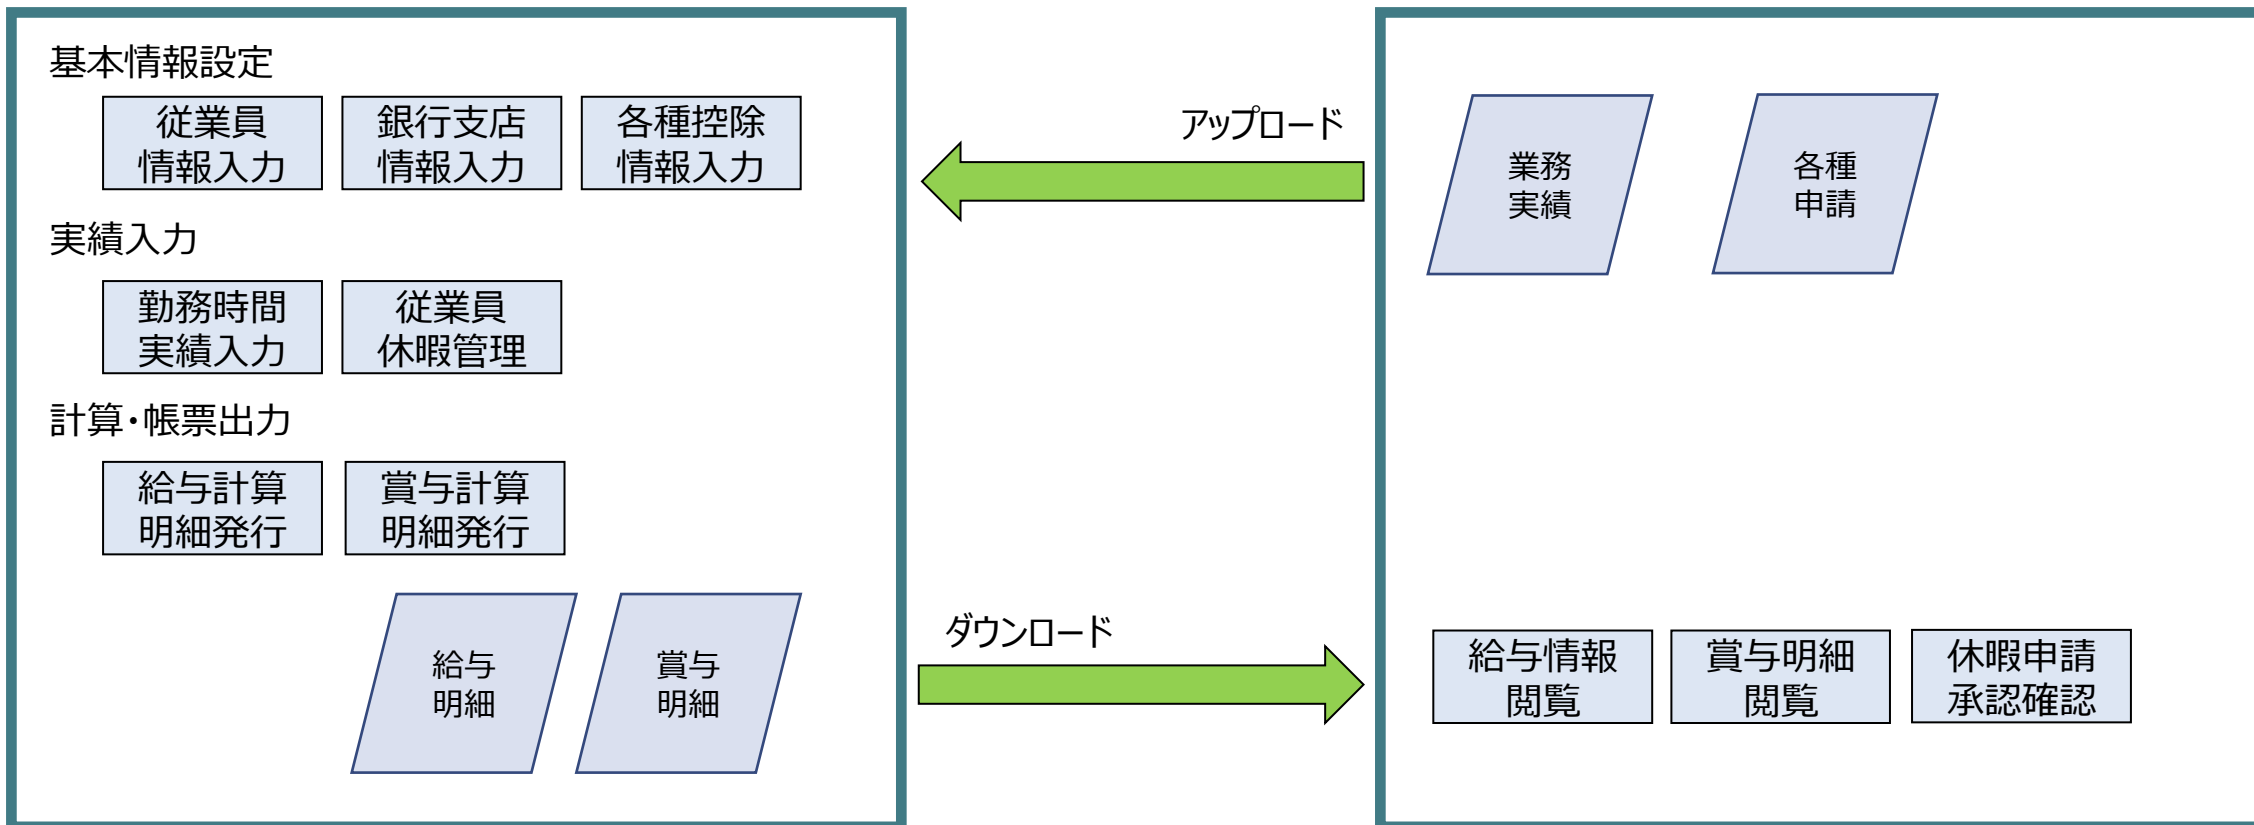 基本情報設定
従業員
情報入力
銀行支店
情報入力
各種控除
情報入力
実績入力
勤務時間
実績入力
従業員
休暇管理
計算・帳票出力
給与計算
明細発行
賞与計算
明細発行
給与
明細
賞与
明細
アップロード
ダウンロード
業務
実績
各種
申請
給与情報
閲覧
賞与明細
閲覧
休暇申請
承認確認